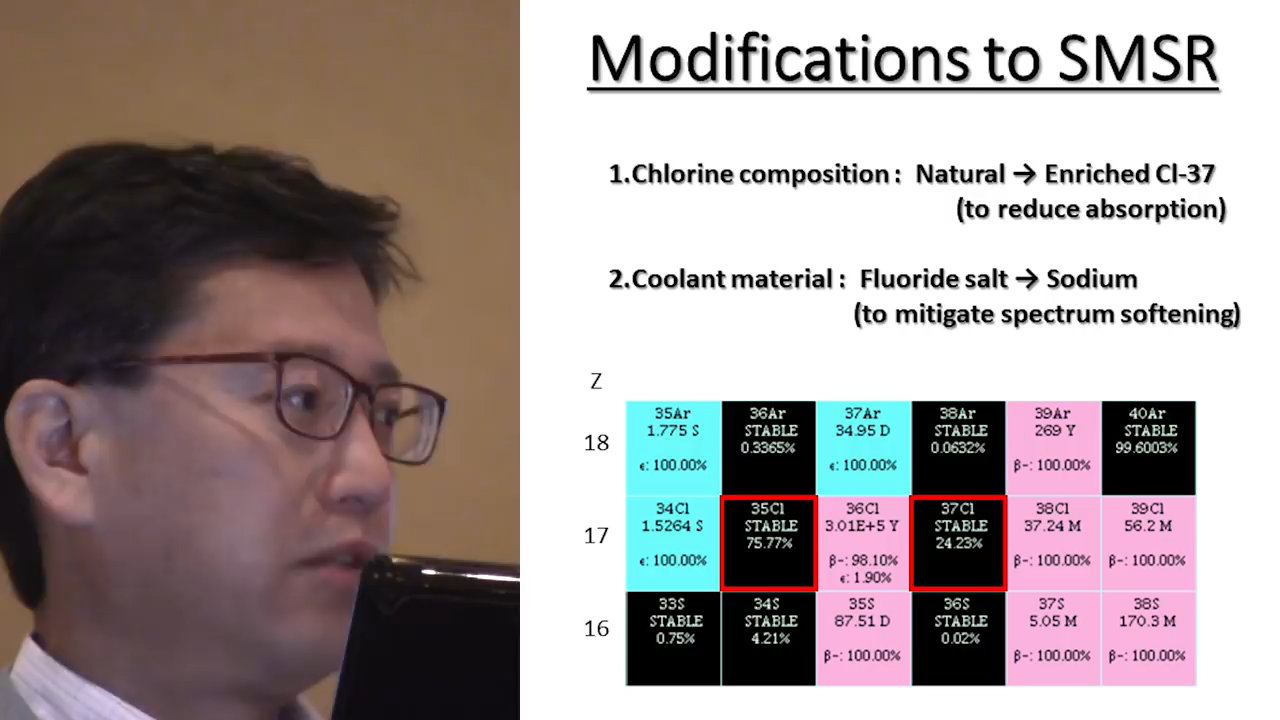 Modifications to SMSR
1.Chlorine composition : Natural → Enriched Cl-37
(to reduce absorption)
2.Coolant material : Fluoride salt → Sodium
(to mitigate spectrum softening)
Z
18
35Ar
1.775 S
ϵ: 100.00%
36Ar
STABLE
0.3365%
37Ar
34.95 D
ϵ: 100.00%
38Ar
STABLE
0.0632%
39Ar
269 Y
β-: 100.00%
40Ar
STABLE
99.6003%
17
34Cl
1.5264 S
ϵ: 100.00%
35Cl
STABLE
75.77%
36Cl
3.01E+5 Y
β-: 98.10%
ϵ: 1.90%
37Cl
STABLE
24.23%
38Cl
37.24 M
β-: 100.00%
39Cl
56.2 M
β-: 100.00%
16
33S
STABLE
0.75%
34S
STABLE
4.21%
35S
87.51 D
β-: 100.00%
36S
STABLE
0.02%
37S
5.05 M
β-: 100.00%
38S
170.3 M
β-: 100.00%